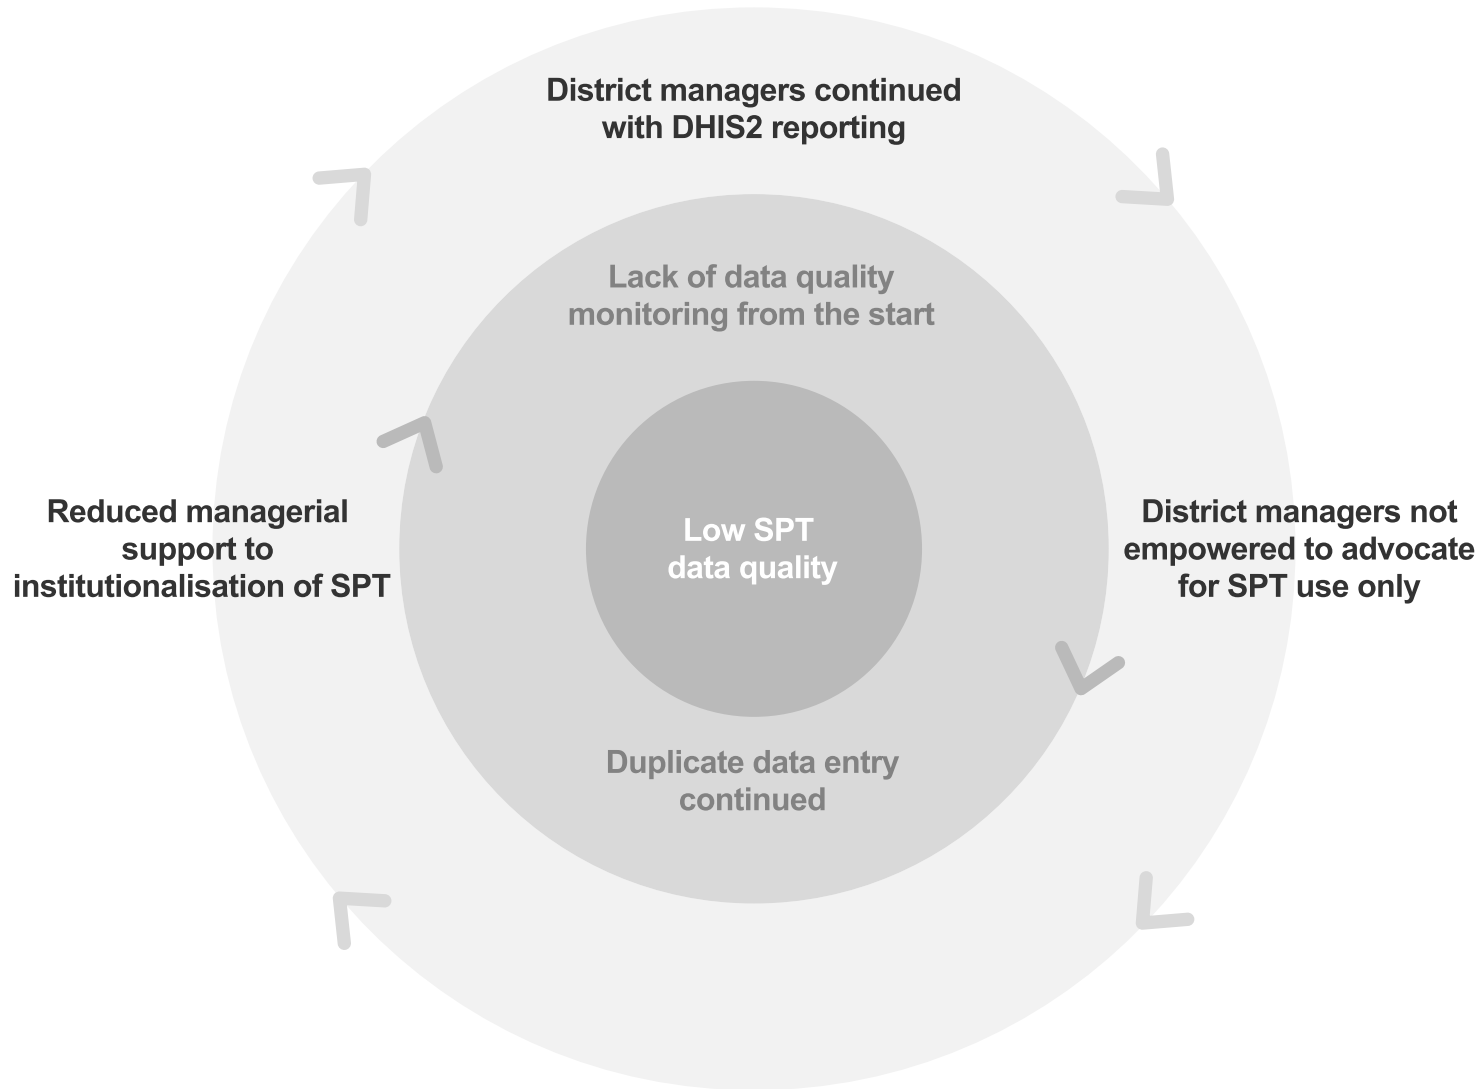 District managers continued
with DHIS2 reporting
Lack of data quality
monitoring from the start
Reduced managerial
support to
institutionalisation of SPT
Low SPT
data quality
District managers not
empowered to advocate
for SPT use only
Duplicate data entry
continued